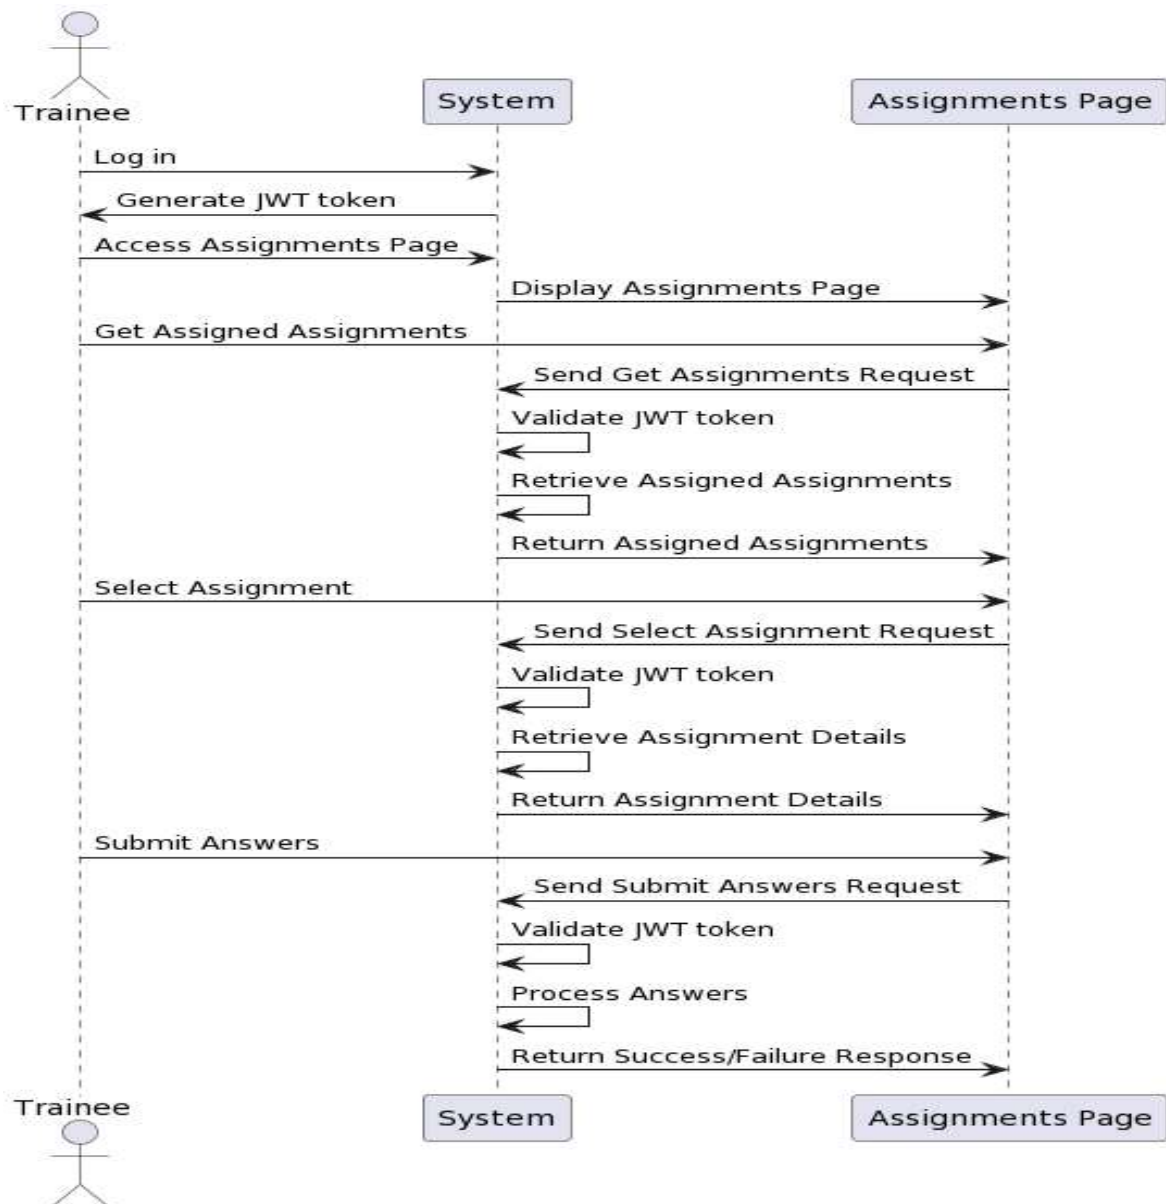 Trainee
System
Assignments Page
Log in
Generate JWT token
Access Assignments Page
Display Assignments Page
Get Assigned Assignments
Send Get Assignments Request
Validate JWT token
Retrieve Assigned Assignments
Return Assigned Assignments
Select Assignment
Send Select Assignment Request
Validate JWT token
Retrieve Assignment Details
Return Assignment Details
Submit Answers
Send Submit Answers Request
Validate JWT token
Process Answers
Return Success/Failure Response
Trainee
System
Assignments Page